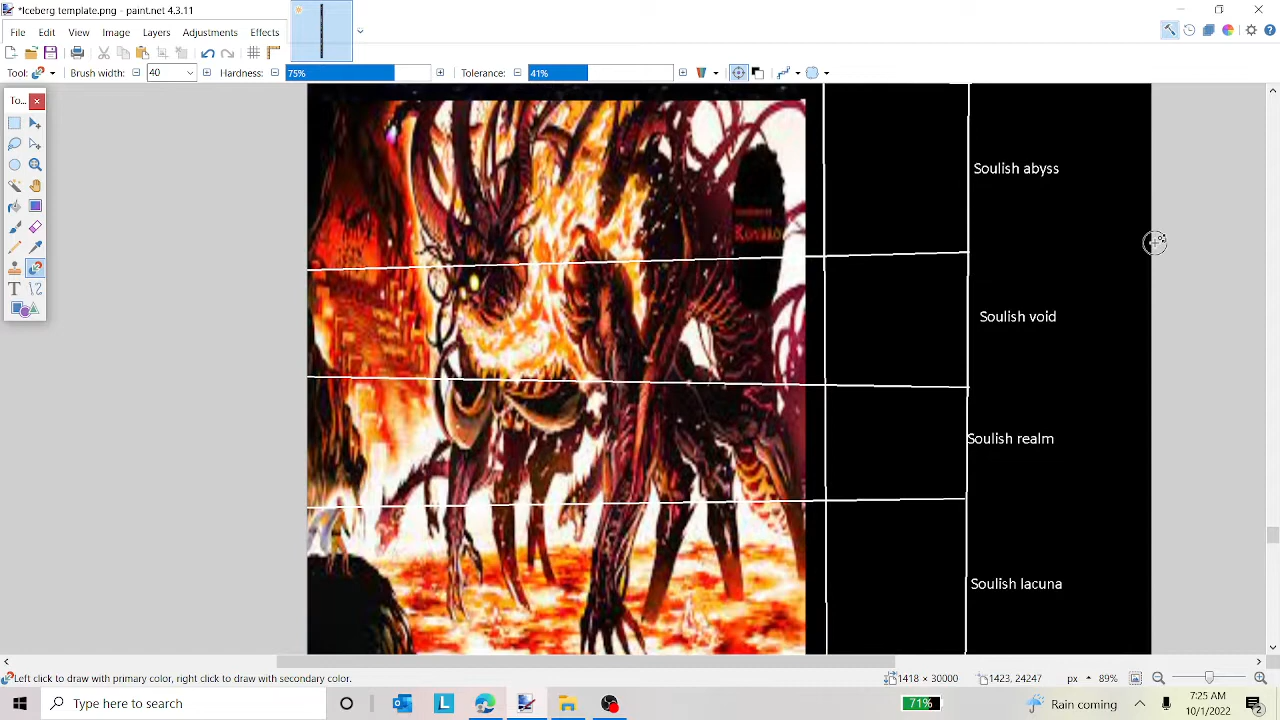 *Iceberg template.png - paint.net 4.3.11
File Edit View Image Layers Adjustments Effects
Tool: Brush width: 40 Hardness: 75% Tolerance: 41%
To...
Soulish abyss
Soulish void
Soulish realm
Soulish lacuna
Left click to draw with primary color, right click to draw with secondary color.
1418 × 30000
1423, 24247
px
89%
Type here to search
71%
Rain coming
7:25 AM
10/1/2022
2